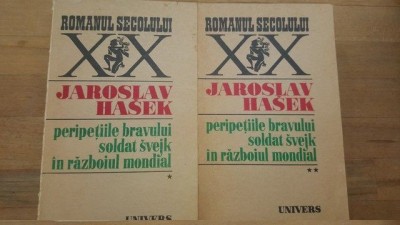 ROMANUL SECOLULUI
XX
JAROSLAV
HAŠEK
peripețiile bravului
soldat švejk
în războiul mondial
*
UNIVERS
ROMANUL SECOLULUI
XX
JAROSLAV
HAŠEK
peripețiile bravului
soldat švejk
în războiul mondial
**
UNIVERS